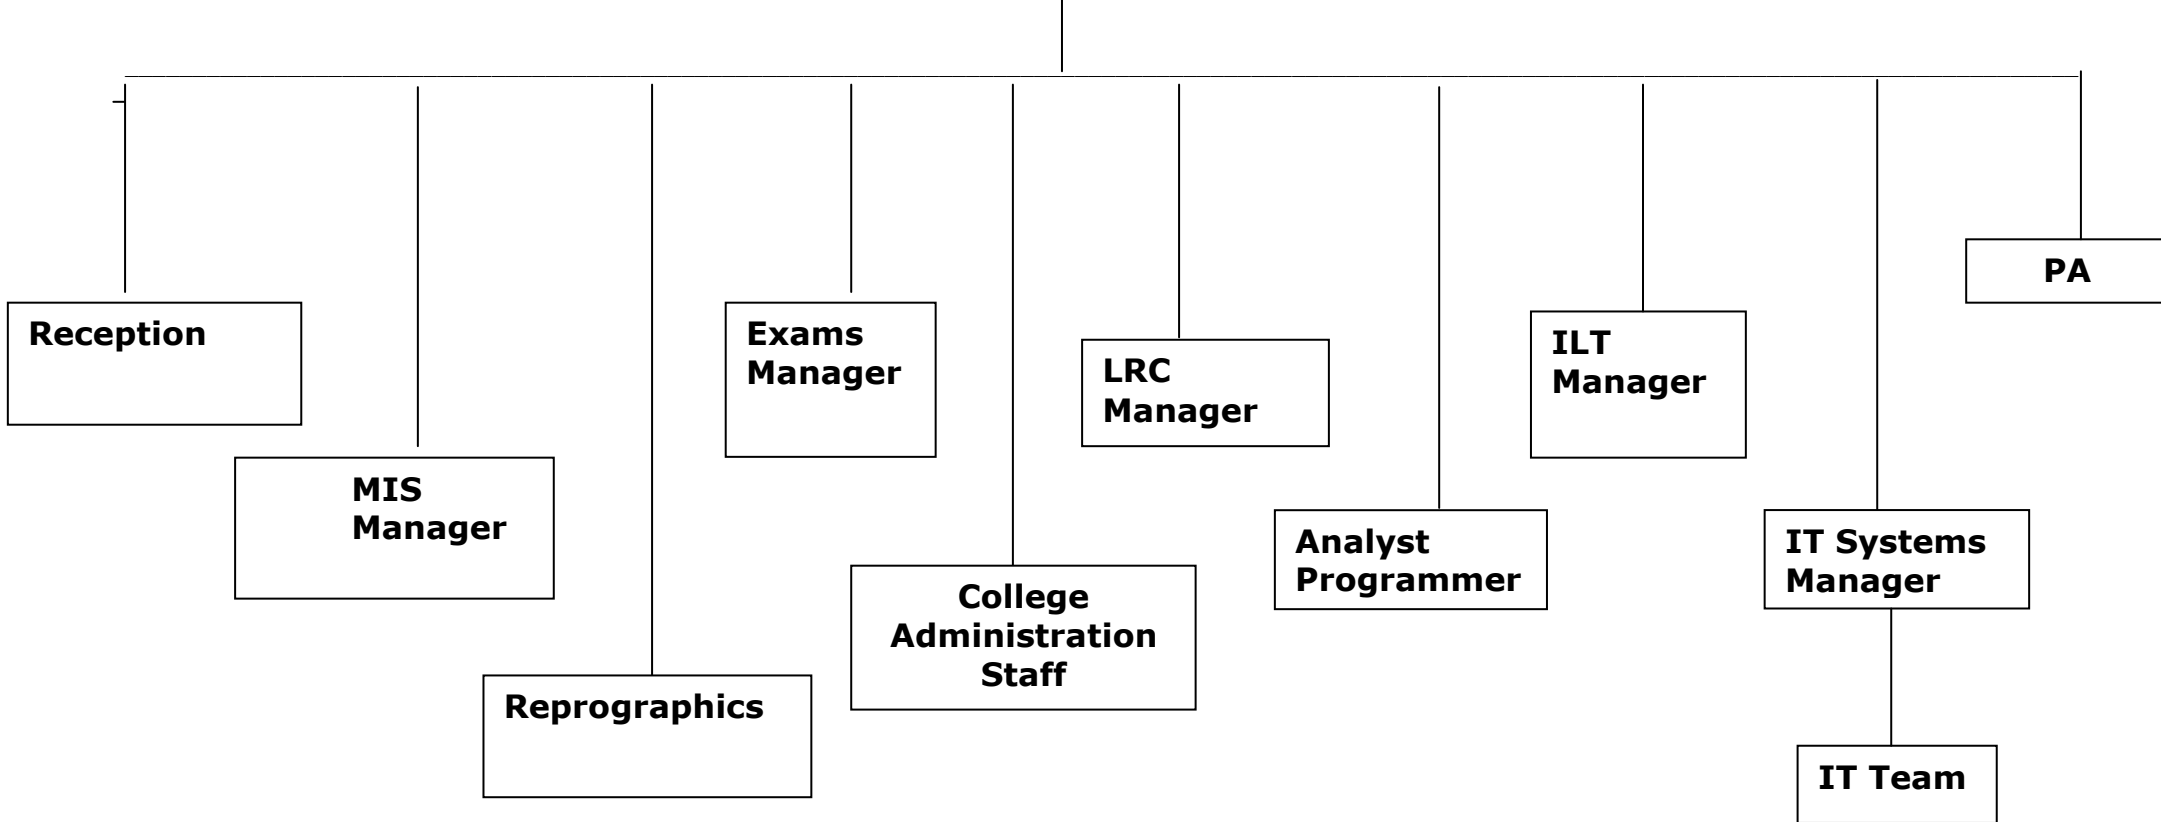 PA
Reception
Exams
Manager
ILT
Manager
LRC
Manager
MIS
Manager
Analyst
Programmer
IT Systems
Manager
College
Administration
Staff
Reprographics
IT Team